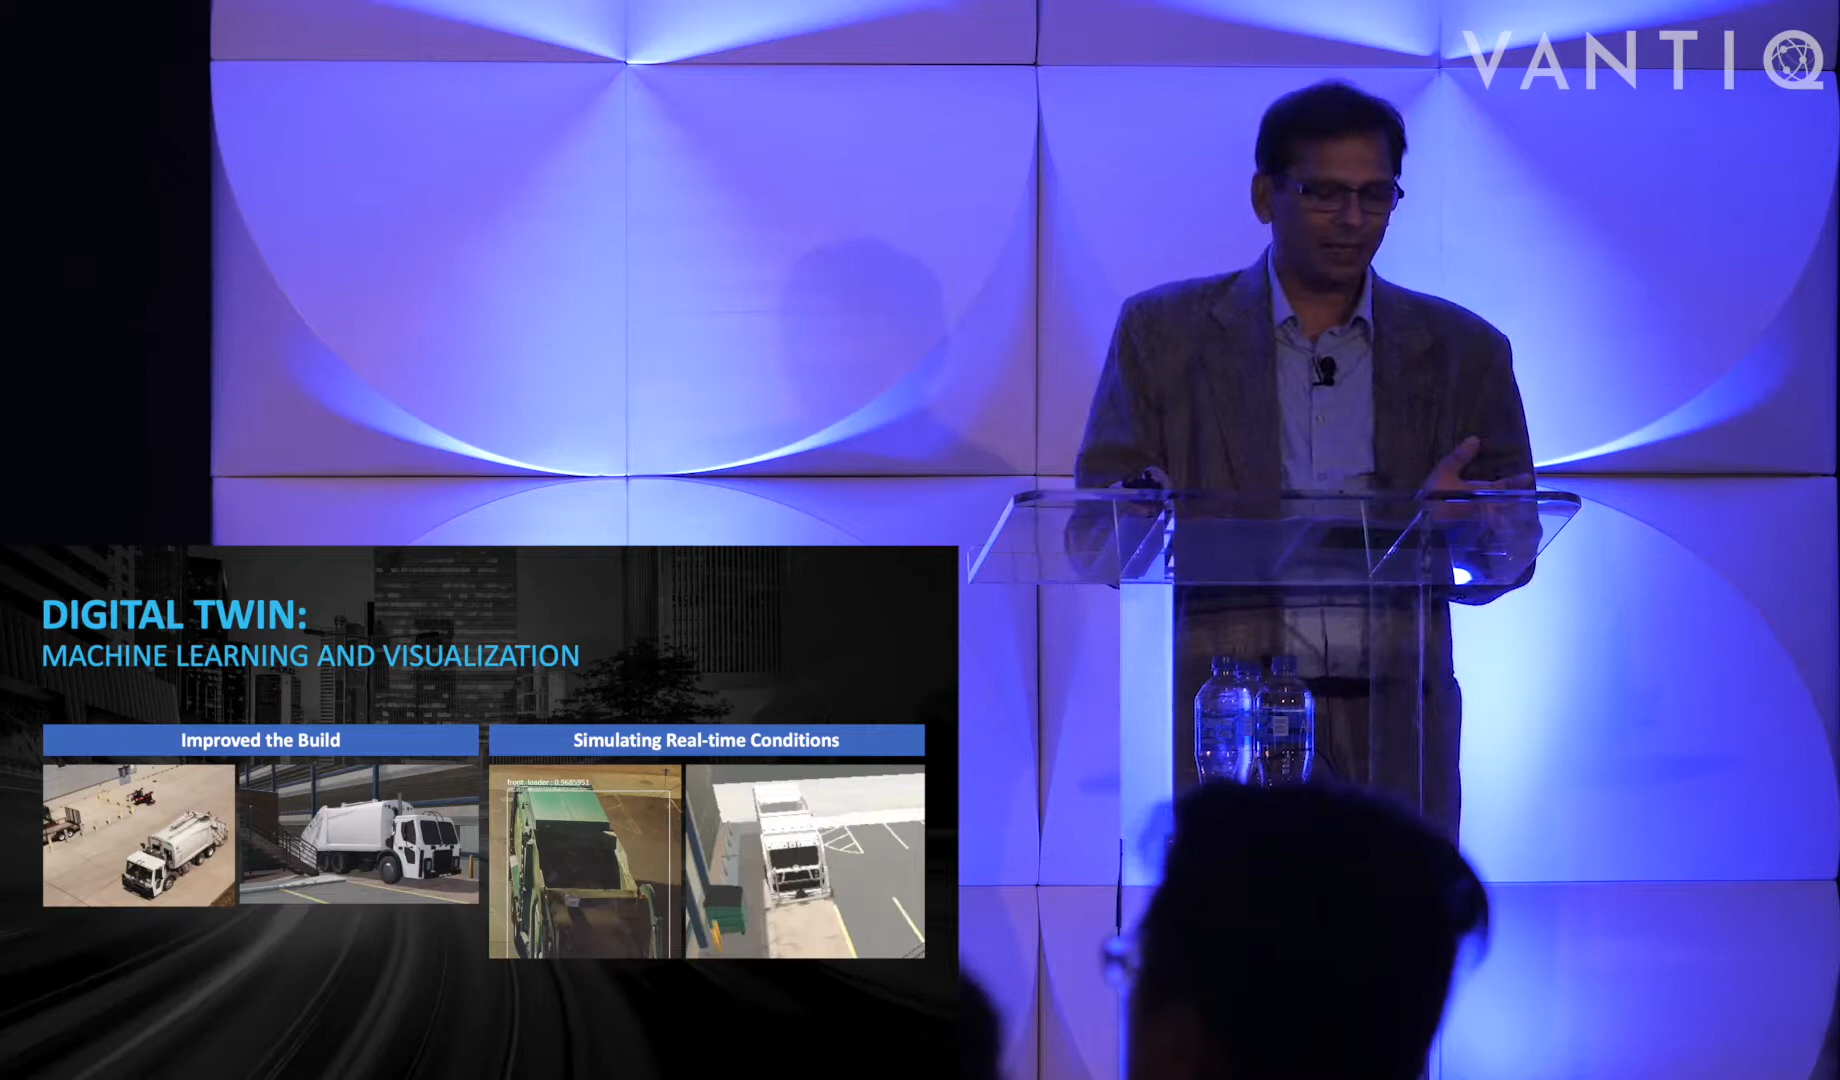 VANTIQ
DIGITAL TWIN:
MACHINE LEARNING AND VISUALIZATION
Improved the Build
Simulating Real-time Conditions
front_loader : 0.9685951